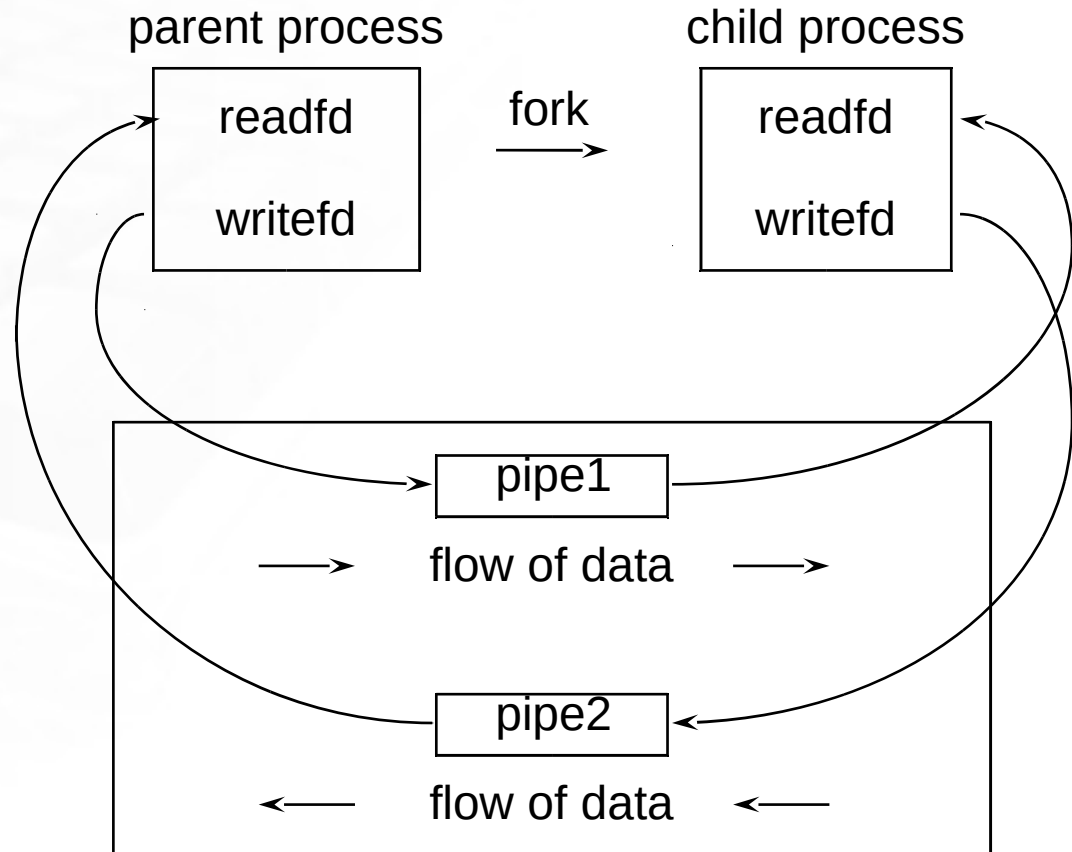 parent process
child process
readfd
fork
readfd
writefd
writefd
pipe1
flow of data
pipe2
flow of data